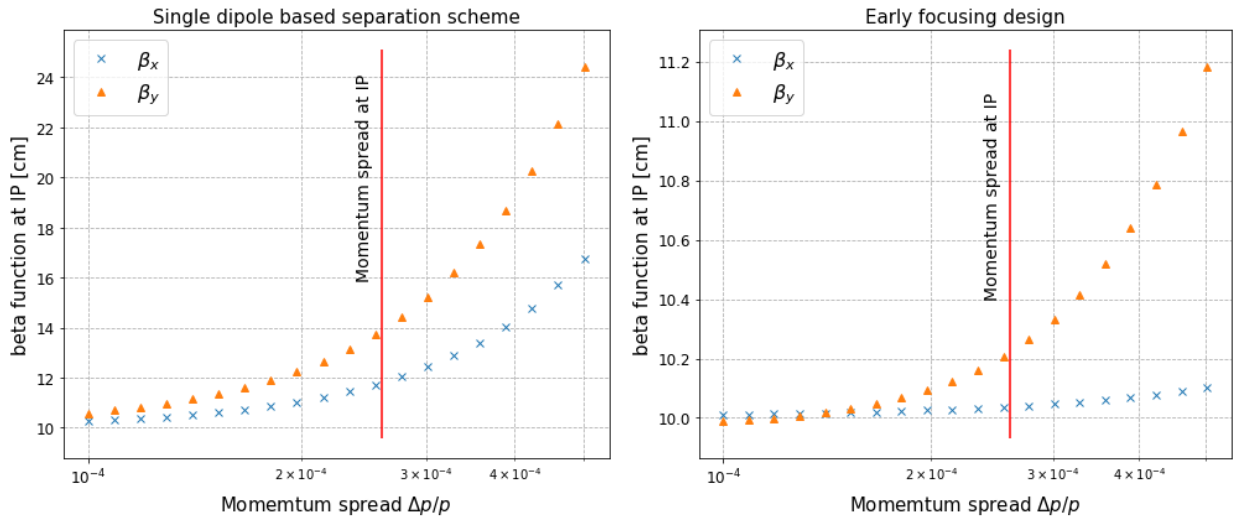 Single dipole based separation scheme
β_x
β_y
Momentum spread at IP
beta function at IP [cm]
24
22
20
18
16
14
12
10
10⁻⁴
2 × 10⁻⁴
3 × 10⁻⁴
4 × 10⁻⁴
Momemtum spread Δp/p
Early focusing design
β_x
β_y
Momentum spread at IP
beta function at IP [cm]
11.2
11.0
10.8
10.6
10.4
10.2
10.0
10⁻⁴
2 × 10⁻⁴
3 × 10⁻⁴
4 × 10⁻⁴
Momemtum spread Δp/p